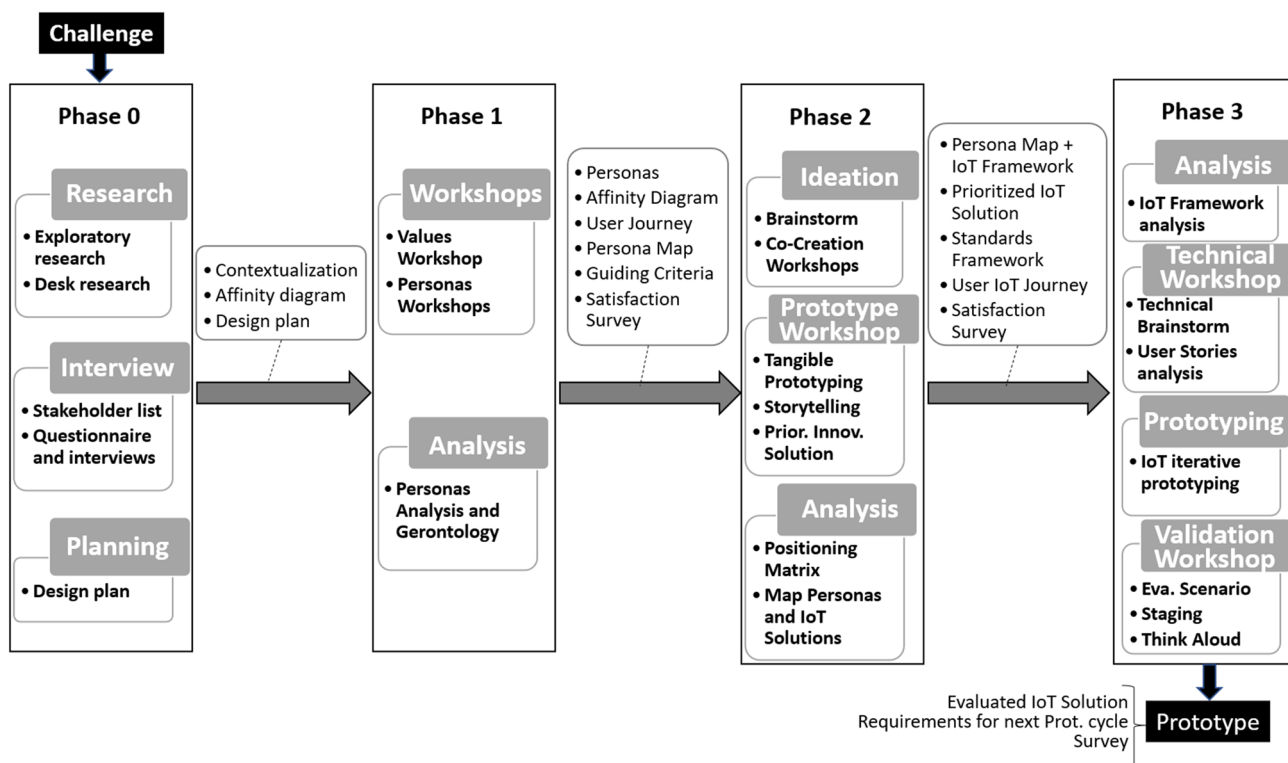 Challenge
Phase 0
Research
• Exploratory
research
• Desk research
Interview
• Stakeholder list
• Questionnaire
and interviews
Planning
• Design plan
• Contextualization
• Affinity diagram
• Design plan
Phase 1
Workshops
• Values
Workshop
• Personas
Workshops
Analysis
• Personas
Analysis and
Gerontology
• Personas
• Affinity Diagram
• User Journey
• Persona Map
• Guiding Criteria
• Satisfaction
Survey
Phase 2
Ideation
• Brainstorm
• Co-Creation
Workshops
Prototype
Workshop
• Tangible
Prototyping
• Storytelling
• Prior. Innov.
Solution
Analysis
• Positioning
Matrix
• Map Personas
and IoT
Solutions
• Persona Map +
IoT Framework
• Prioritized IoT
Solution
• Standards
Framework
• User IoT Journey
• Satisfaction
Survey
Phase 3
Analysis
• IoT Framework
analysis
Technical
Workshop
• Technical
Brainstorm
• User Stories
analysis
Prototyping
• IoT iterative
prototyping
Validation
Workshop
• Eva. Scenario
• Staging
• Think Aloud
Evaluated IoT Solution
Requirements for next Prot. cycle
Survey
Prototype